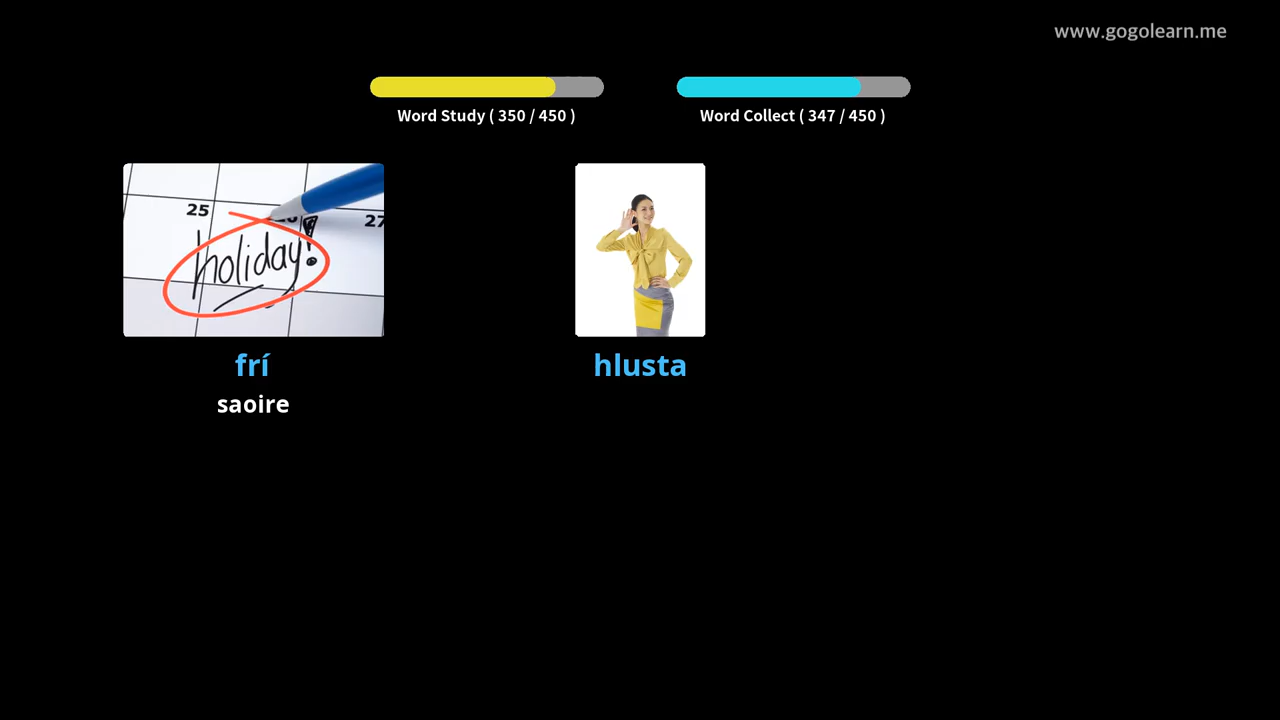 www.gogolearn.me
Word Study ( 350 / 450 )
Word Collect ( 347 / 450 )
25
27
holiday!
frí
hlusta
saoire